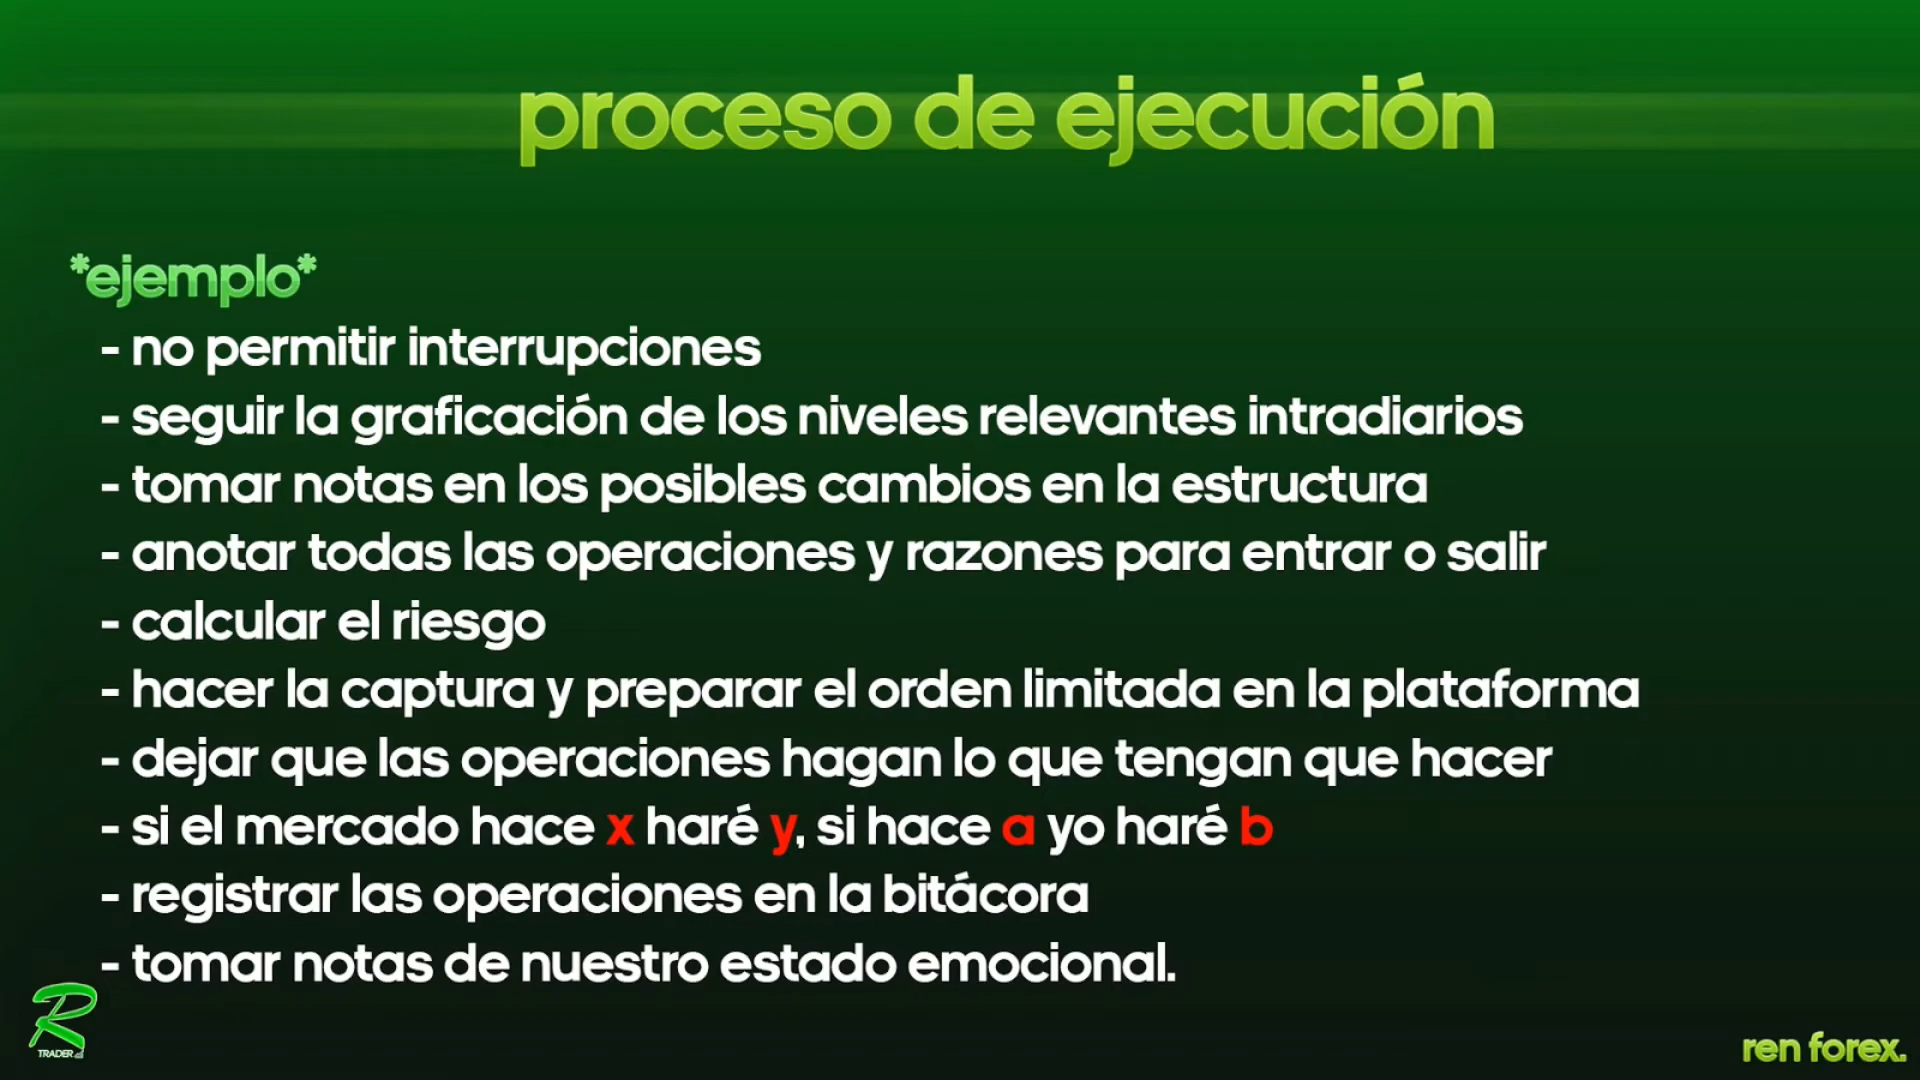 proceso de ejecución
*ejemplo*
- no permitir interrupciones
- seguir la graficación de los niveles relevantes intradiarios
- tomar notas en los posibles cambios en la estructura
- anotar todas las operaciones y razones para entrar o salir
- calcular el riesgo
- hacer la captura y preparar el orden limitada en la plataforma
- dejar que las operaciones hagan lo que tengan que hacer
- si el mercado hace x haré y, si hace a yo haré b
- registrar las operaciones en la bitácora
- tomar notas de nuestro estado emocional.
R
TRADER
ren forex.